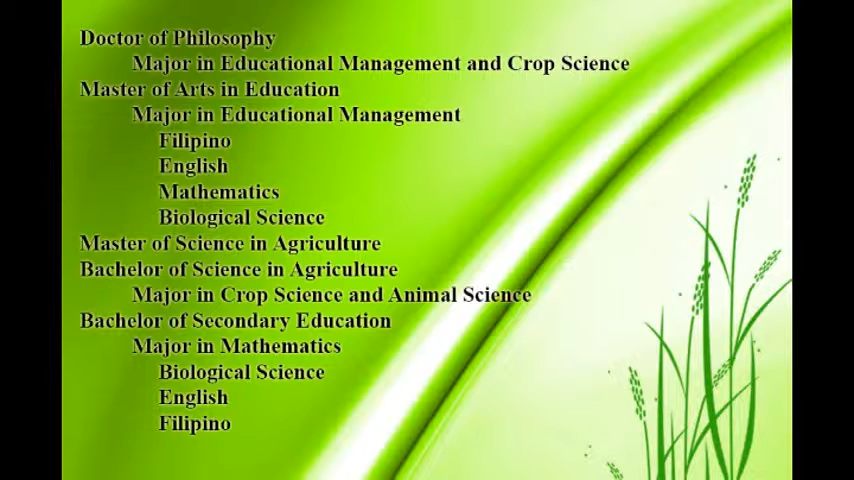 Doctor of Philosophy
Major in Educational Management and Crop Science
Master of Arts in Education
Major in Educational Management
Filipino
English
Mathematics
Biological Science
Master of Science in Agriculture
Bachelor of Science in Agriculture
Major in Crop Science and Animal Science
Bachelor of Secondary Education
Major in Mathematics
Biological Science
English
Filipino